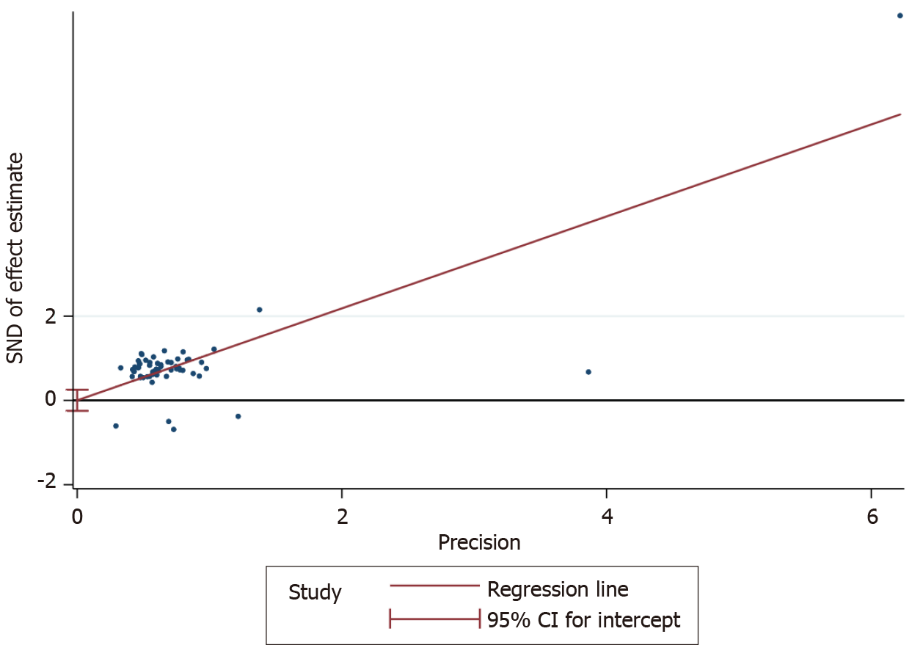 SND of effect estimate
2
0
-2
0
2
4
6
Precision
Study
Regression line
95% CI for intercept